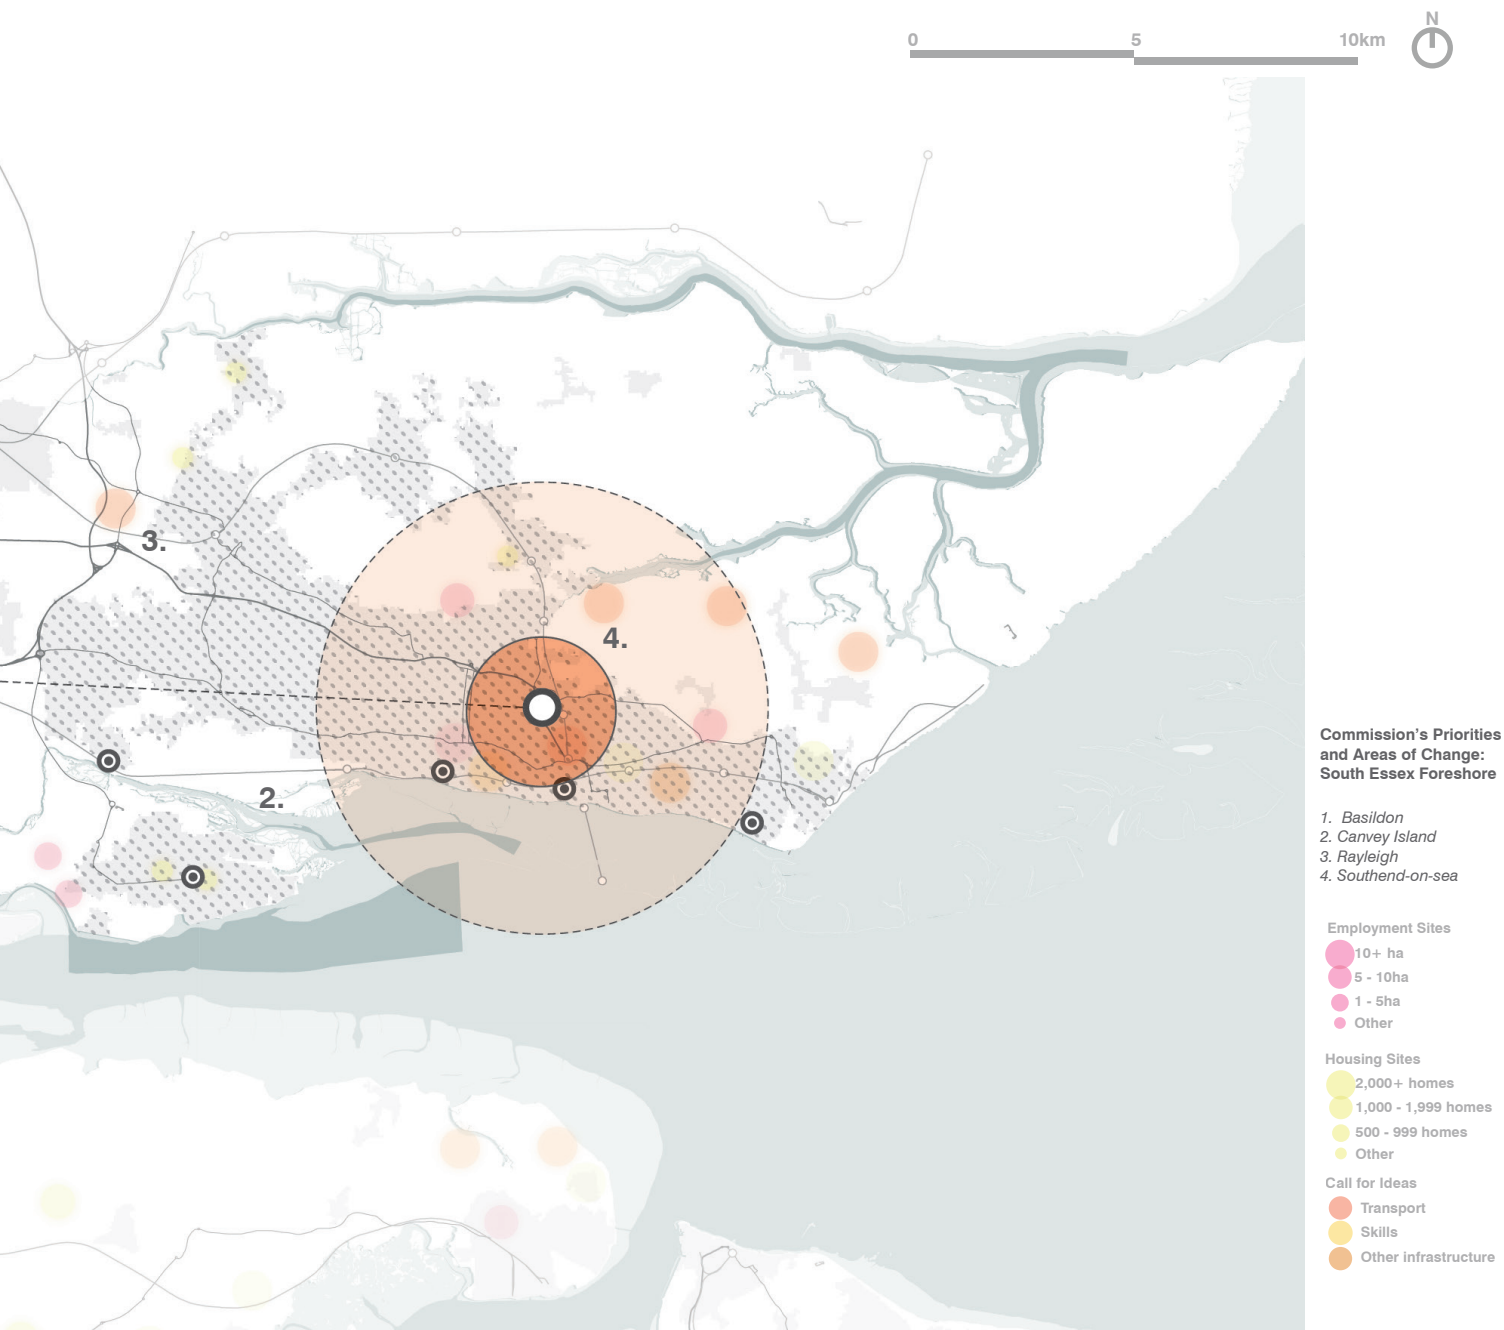 N
0 5 10km
3.
4.
2.
Commission's Priorities
and Areas of Change:
South Essex Foreshore
1. Basildon
2. Canvey Island
3. Rayleigh
4. Southend-on-sea
Employment Sites
10+ ha
5 - 10ha
1 - 5ha
Other
Housing Sites
2,000+ homes
1,000 - 1,999 homes
500 - 999 homes
Other
Call for Ideas
Transport
Skills
Other infrastructure